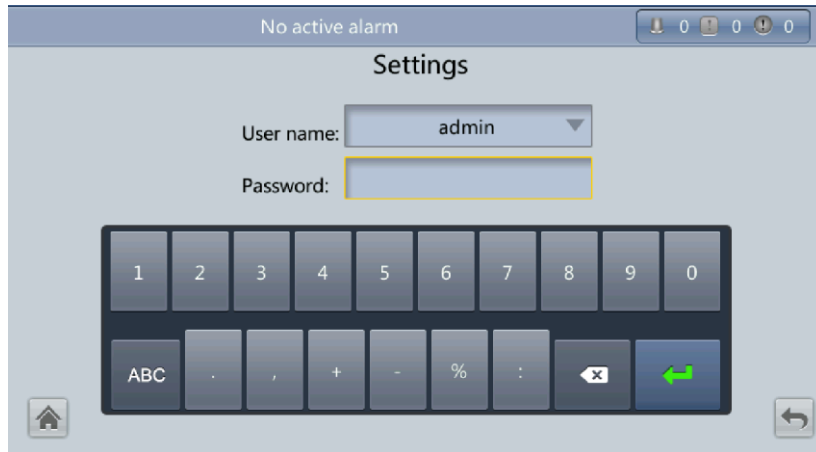 No active alarm 0 0 0
Settings
User name: admin
Password:
1 2 3 4 5 6 7 8 9 0
ABC . , + - % :